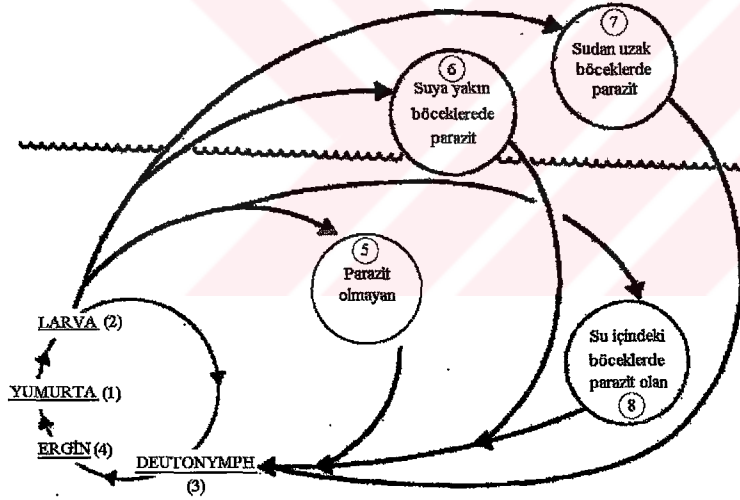 7
Sudan uzak
böceklerde
parazit
6
Suya yakın
böceklerede
parazit
5
Parazit
olmayan
LARVA (2)
Su içindeki
böceklerde
parazit olan
8
YUMURTA (1)
ERGİN (4)
DEUTONYMPH
(3)